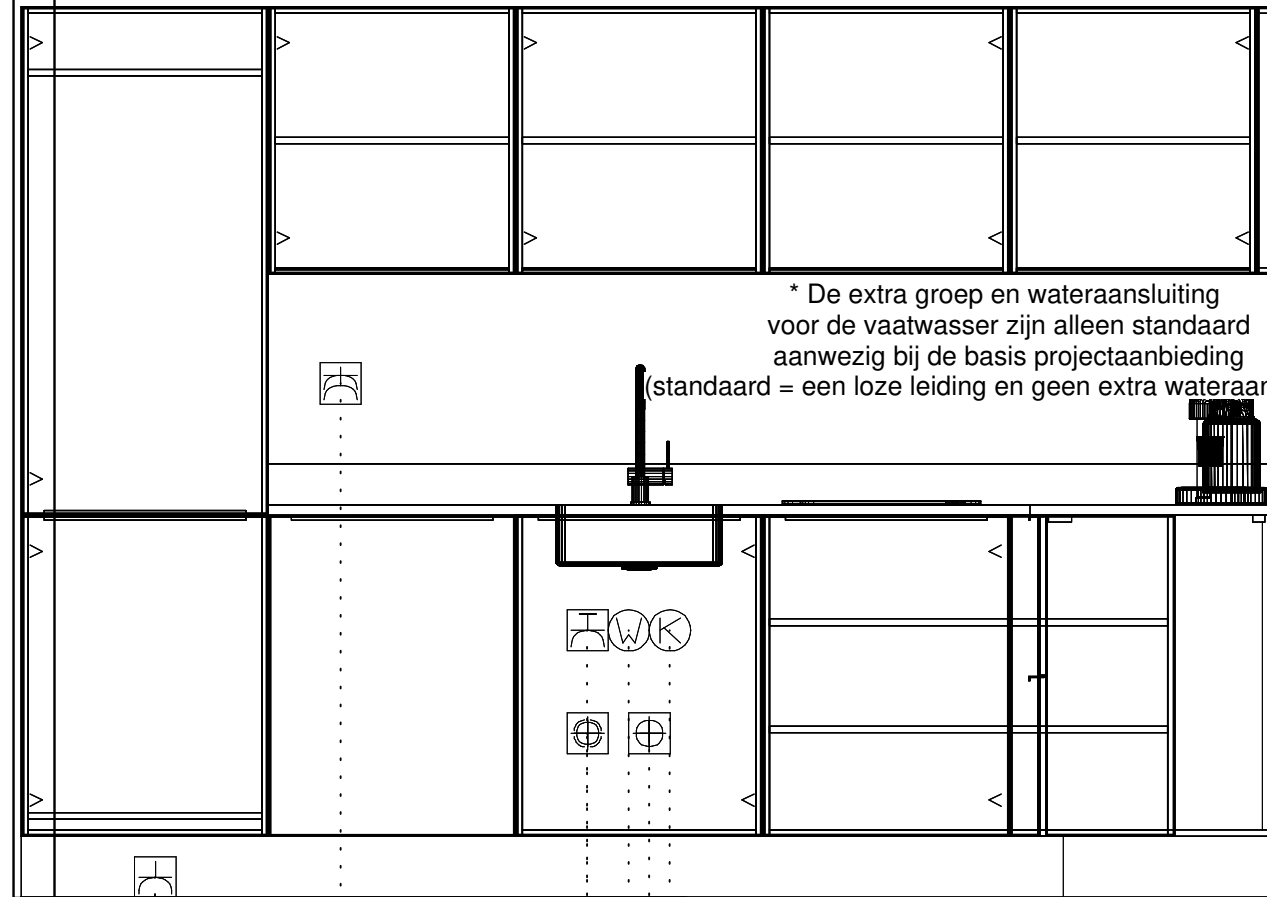 * De extra groep en wateraansluiting
voor de vaatwasser zijn alleen standaard
aanwezig bij de basis projectaanbieding
(standaard = een loze leiding en geen extra
W K